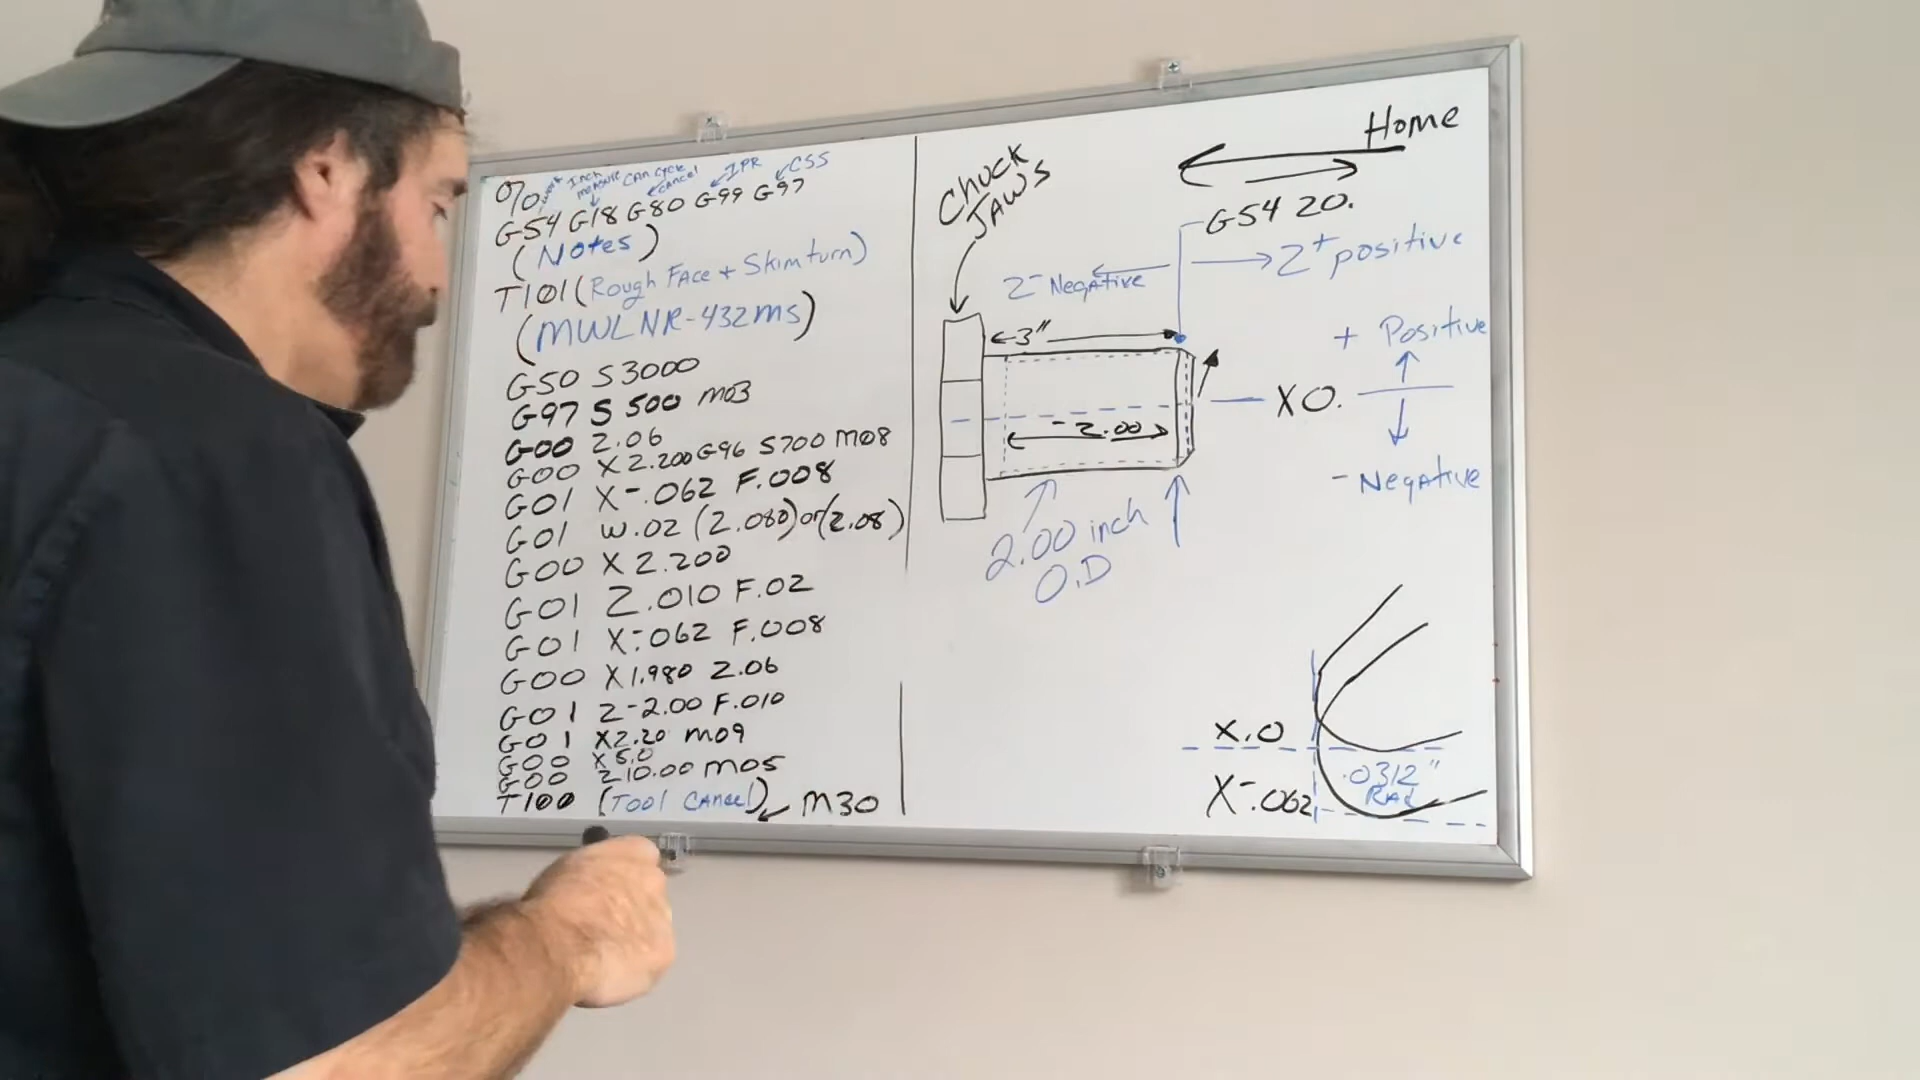 %
work Inch measure Can cycle cancel IPR CSS
G54 G18 G80 G99 G97
(Notes)
T101 (Rough Face + Skim turn)
(MWLNR-432ms)
G50 S3000
G97 S 500 m03
G00 Z.06
G00 X2.200 G96 S700 M08
G01 X-.062 F.008
G01 W.02 (Z.080) or (Z.08)
G00 X2.200
G01 Z.010 F.02
G01 X-.062 F.008
G00 X1.980 Z.06
G01 Z-2.00 F.010
G01 X2.20 m09
G00 X5.0
G00 Z10.00 m05
T100 (Tool Cancel) M30
Home
Chuck
JAWS
G54 20.
Z+ positive
Z- Negative
3"
+ Positive
X0.
-2.00
- Negative
2.00 inch
O.D
X.0
.0312"
RAD
X-.062